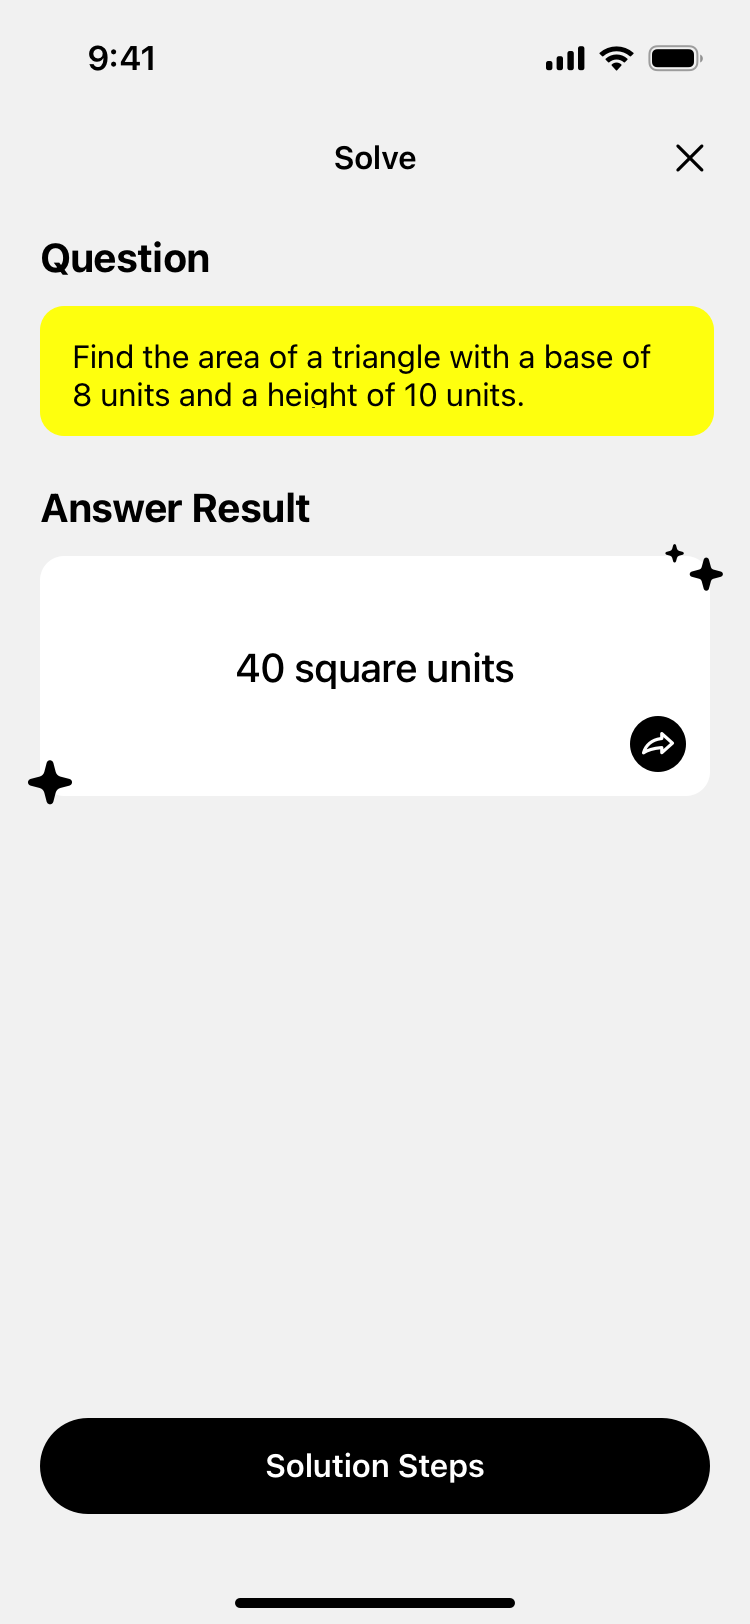 9:41
Solve
Question
Find the area of a triangle with a base of
8 units and a height of 10 units.
Answer Result
40 square units
Solution Steps